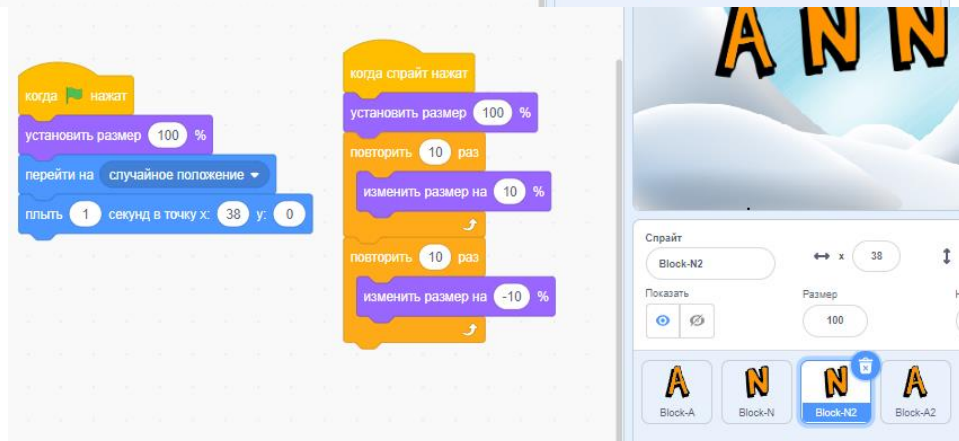 когда нажат
установить размер 100 %
перейти на случайное положение
плыть 1 секунд в точку x: 38 y: 0
когда спрайт нажат
установить размер 100 %
повторить 10 раз
изменить размер на 10 %
повторить 10 раз
изменить размер на -10 %
A N N
Спрайт
Block-N2
x 38
Показать
Размер
100
A N N A
Block-A Block-N Block-N2 Block-A2